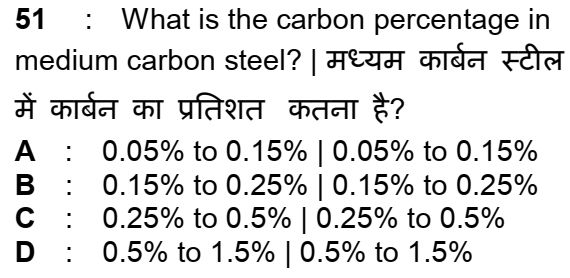 51 : What is the carbon percentage in
medium carbon steel? | मध्यम कार्बन स्टील
में कार्बन का प्रतिशत कतना है?
A : 0.05% to 0.15% | 0.05% to 0.15%
B : 0.15% to 0.25% | 0.15% to 0.25%
C : 0.25% to 0.5% | 0.25% to 0.5%
D : 0.5% to 1.5% | 0.5% to 1.5%